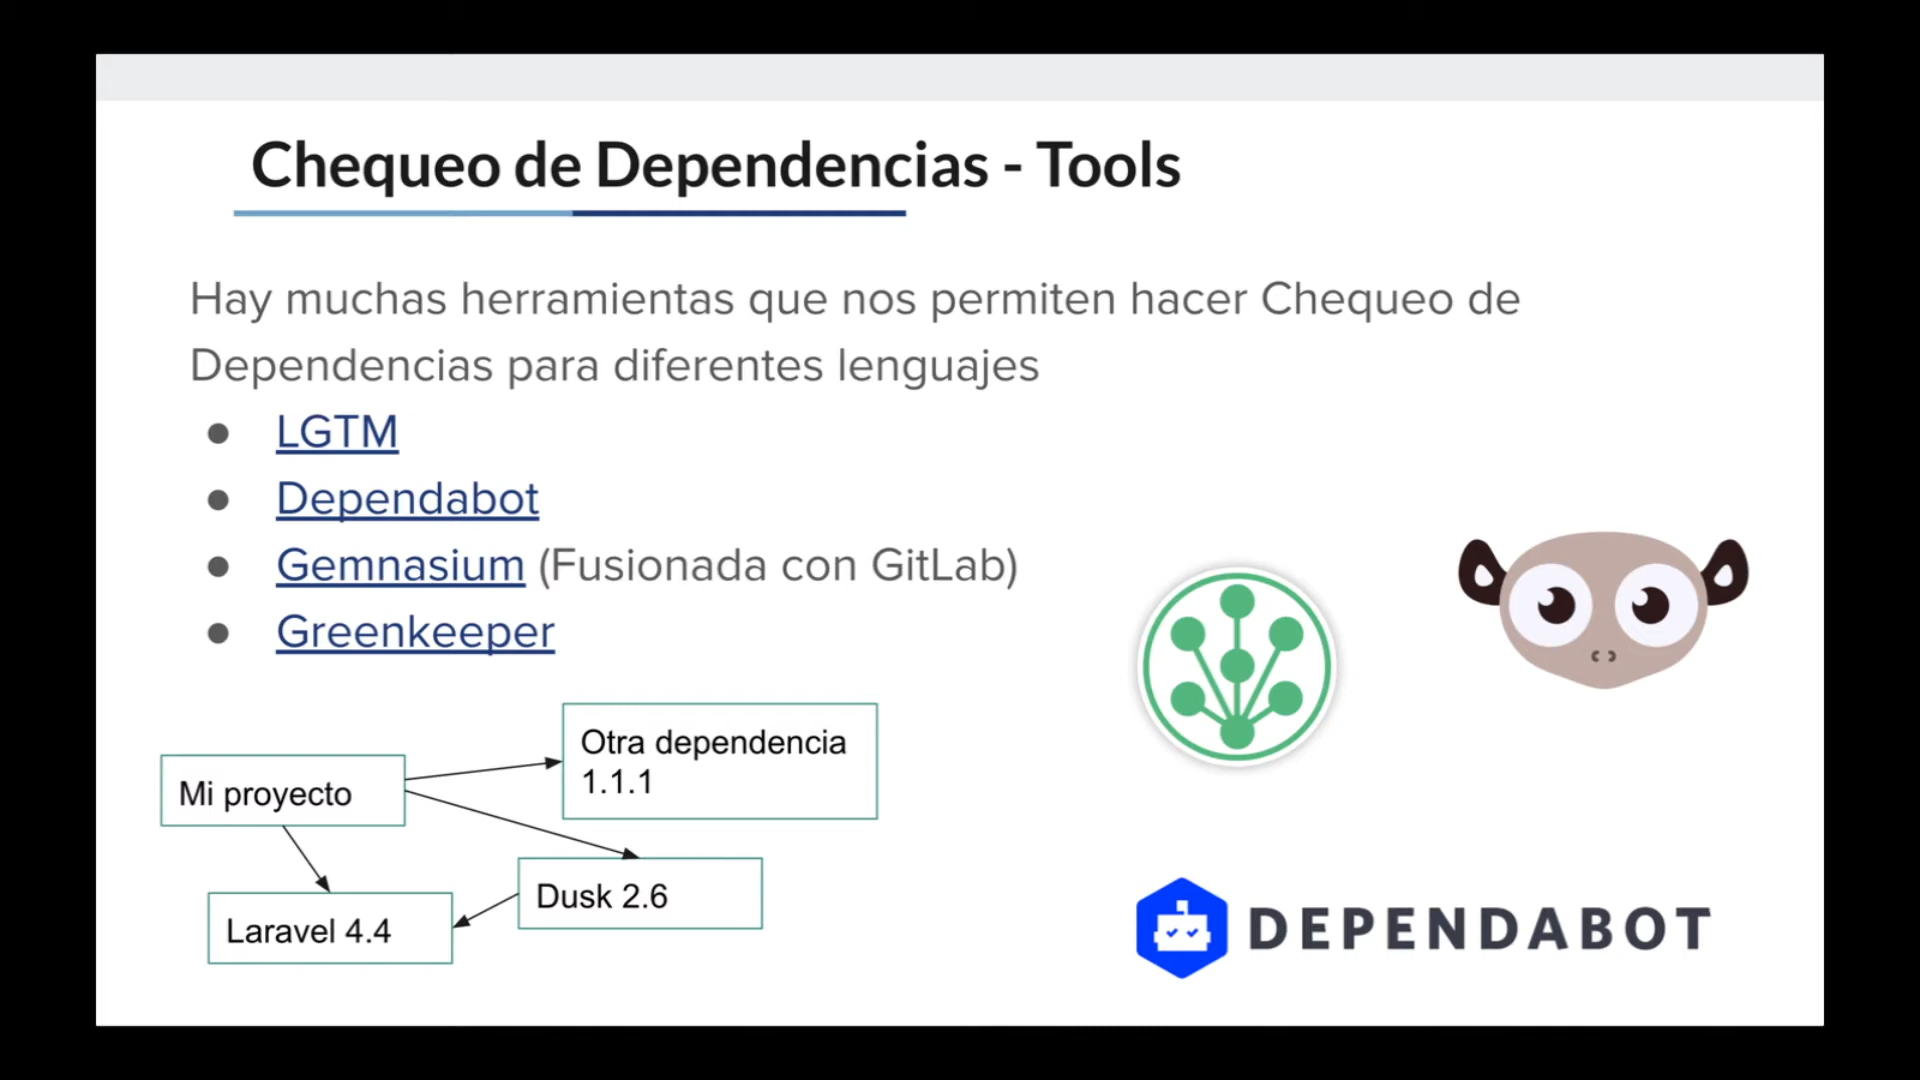 Chequeo de Dependencias - Tools
Hay muchas herramientas que nos permiten hacer Chequeo de
Dependencias para diferentes lenguajes
● LGTM
● Dependabot
● Gemnasium (Fusionada con GitLab)
● Greenkeeper
Otra dependencia
1.1.1
Mi proyecto
Dusk 2.6
Laravel 4.4
DEPENDABOT